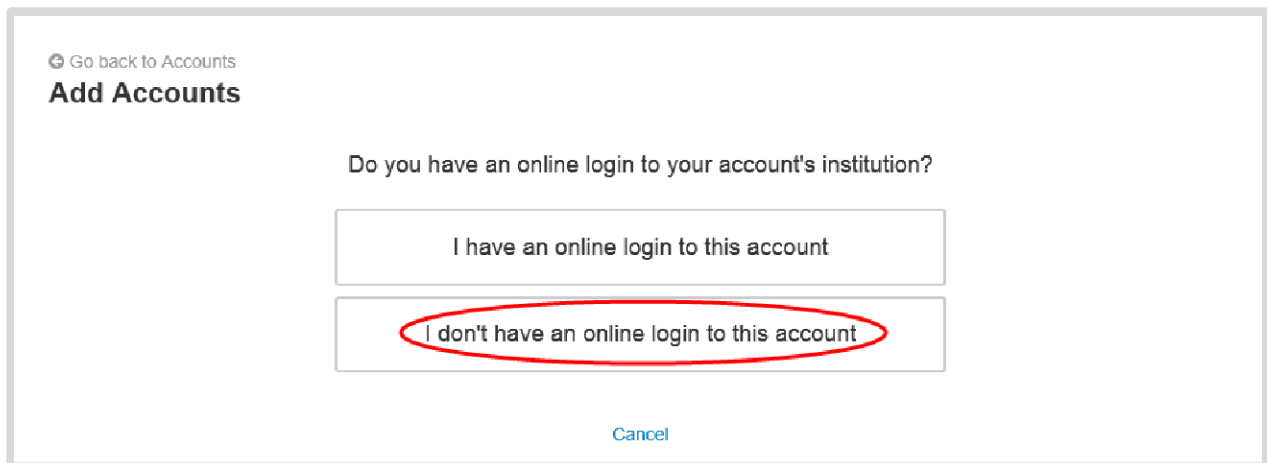 Go back to Accounts
Add Accounts
Do you have an online login to your account's institution?
I have an online login to this account
I don't have an online login to this account
Cancel